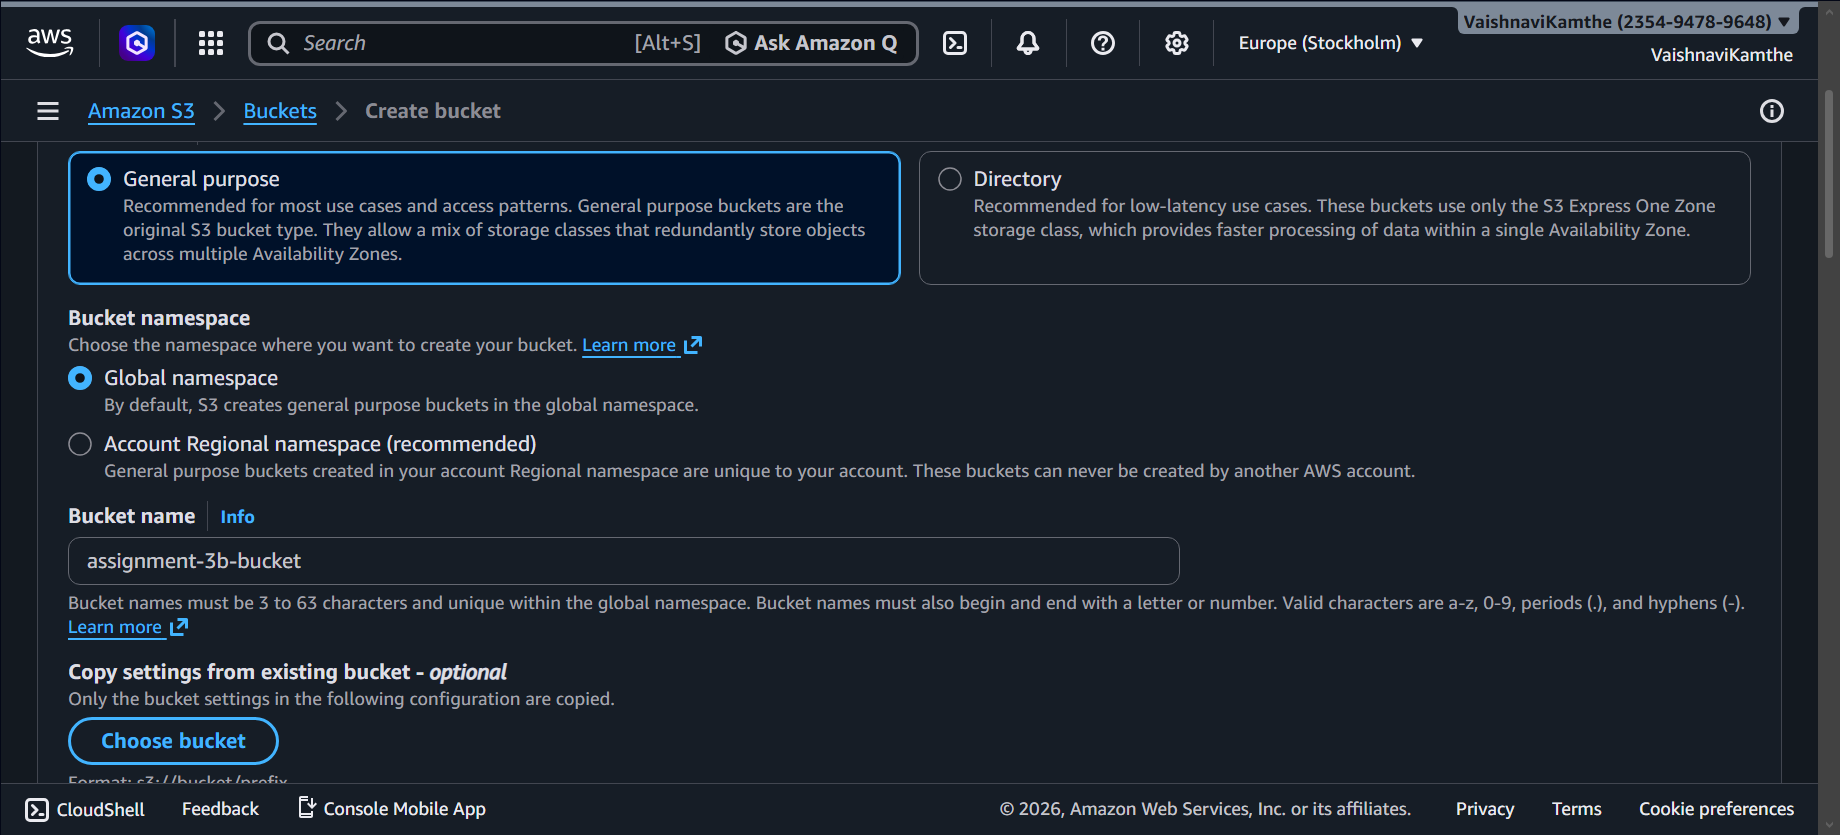 aws
Search [Alt+S] Ask Amazon Q
Europe (Stockholm)
VaishnaviKamthe (2354-9478-9648)
VaishnaviKamthe
Amazon S3 > Buckets > Create bucket
General purpose
Recommended for most use cases and access patterns. General purpose buckets are the
original S3 bucket type. They allow a mix of storage classes that redundantly store objects
across multiple Availability Zones.
Directory
Recommended for low-latency use cases. These buckets use only the S3 Express One Zone
storage class, which provides faster processing of data within a single Availability Zone.
Bucket namespace
Choose the namespace where you want to create your bucket. Learn more
Global namespace
By default, S3 creates general purpose buckets in the global namespace.
Account Regional namespace (recommended)
General purpose buckets created in your account Regional namespace are unique to your account. These buckets can never be created by another AWS account.
Bucket name Info
assignment-3b-bucket
Bucket names must be 3 to 63 characters and unique within the global namespace. Bucket names must also begin and end with a letter or number. Valid characters are a-z, 0-9, periods (.), and hyphens (-).
Learn more
Copy settings from existing bucket - optional
Only the bucket settings in the following configuration are copied.
Choose bucket
Format: s3://bucket/prefix
CloudShell Feedback Console Mobile App © 2026, Amazon Web Services, Inc. or its affiliates. Privacy Terms Cookie preferences